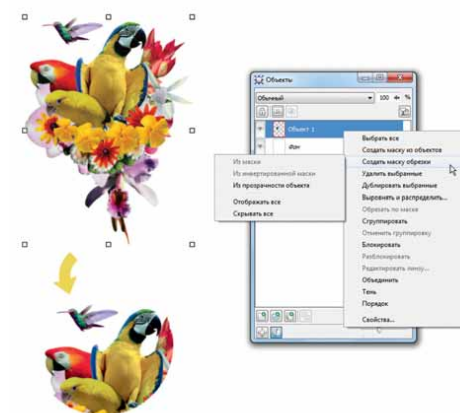 Объекты
Обычный
100
%
Объект 1
Фон
Выбрать все
Создать маску из объектов
Создать маску обрезки
Удалить выбранные
Дублировать выбранные
Выровнять и распределить...
Обрезать по маске
Сгруппировать
Отменить группировку
Блокировать
Разблокировать
Редактировать линзу...
Объединить
Тень
Порядок
Свойства...
Из маски
Из инвертированной маски
Из прозрачности объекта
Отображать все
Скрывать все